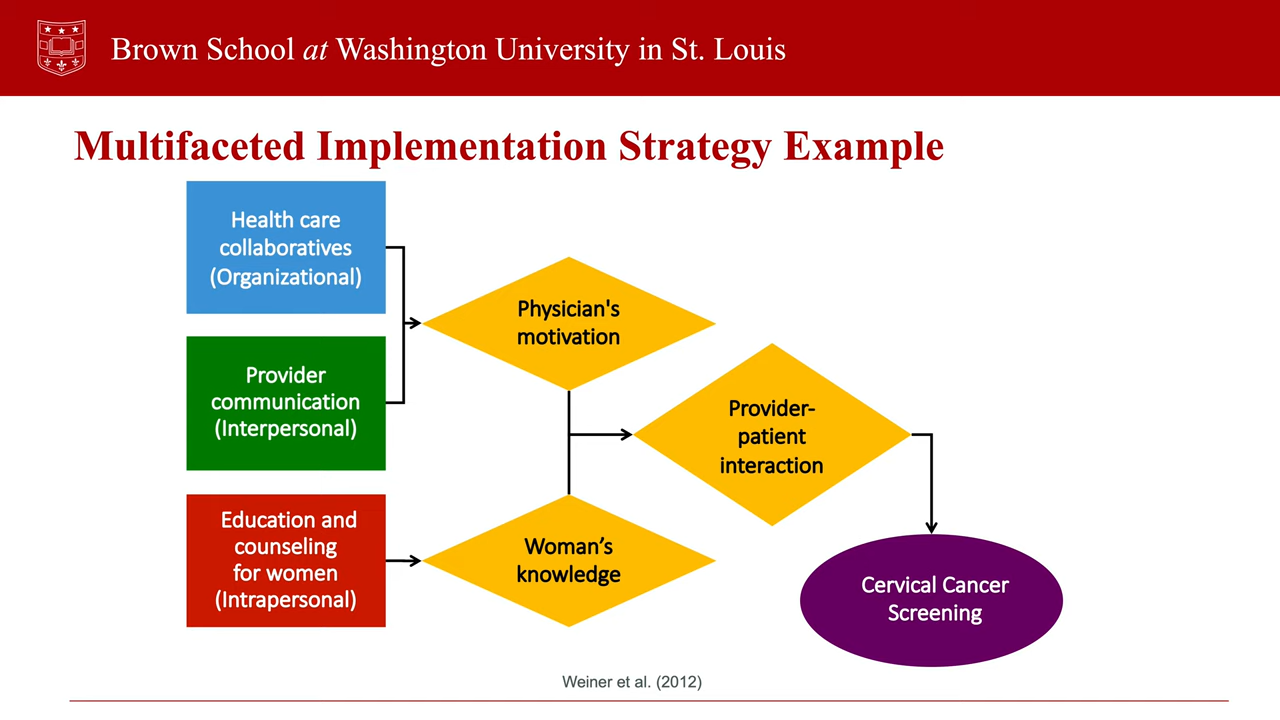 Brown School at Washington University in St. Louis
Multifaceted Implementation Strategy Example
Health care
collaboratives
(Organizational)
Physician's
motivation
Provider
communication
(Interpersonal)
Provider-
patient
interaction
Education and
counseling
for women
(Intrapersonal)
Woman’s
knowledge
Cervical Cancer
Screening
Weiner et al. (2012)